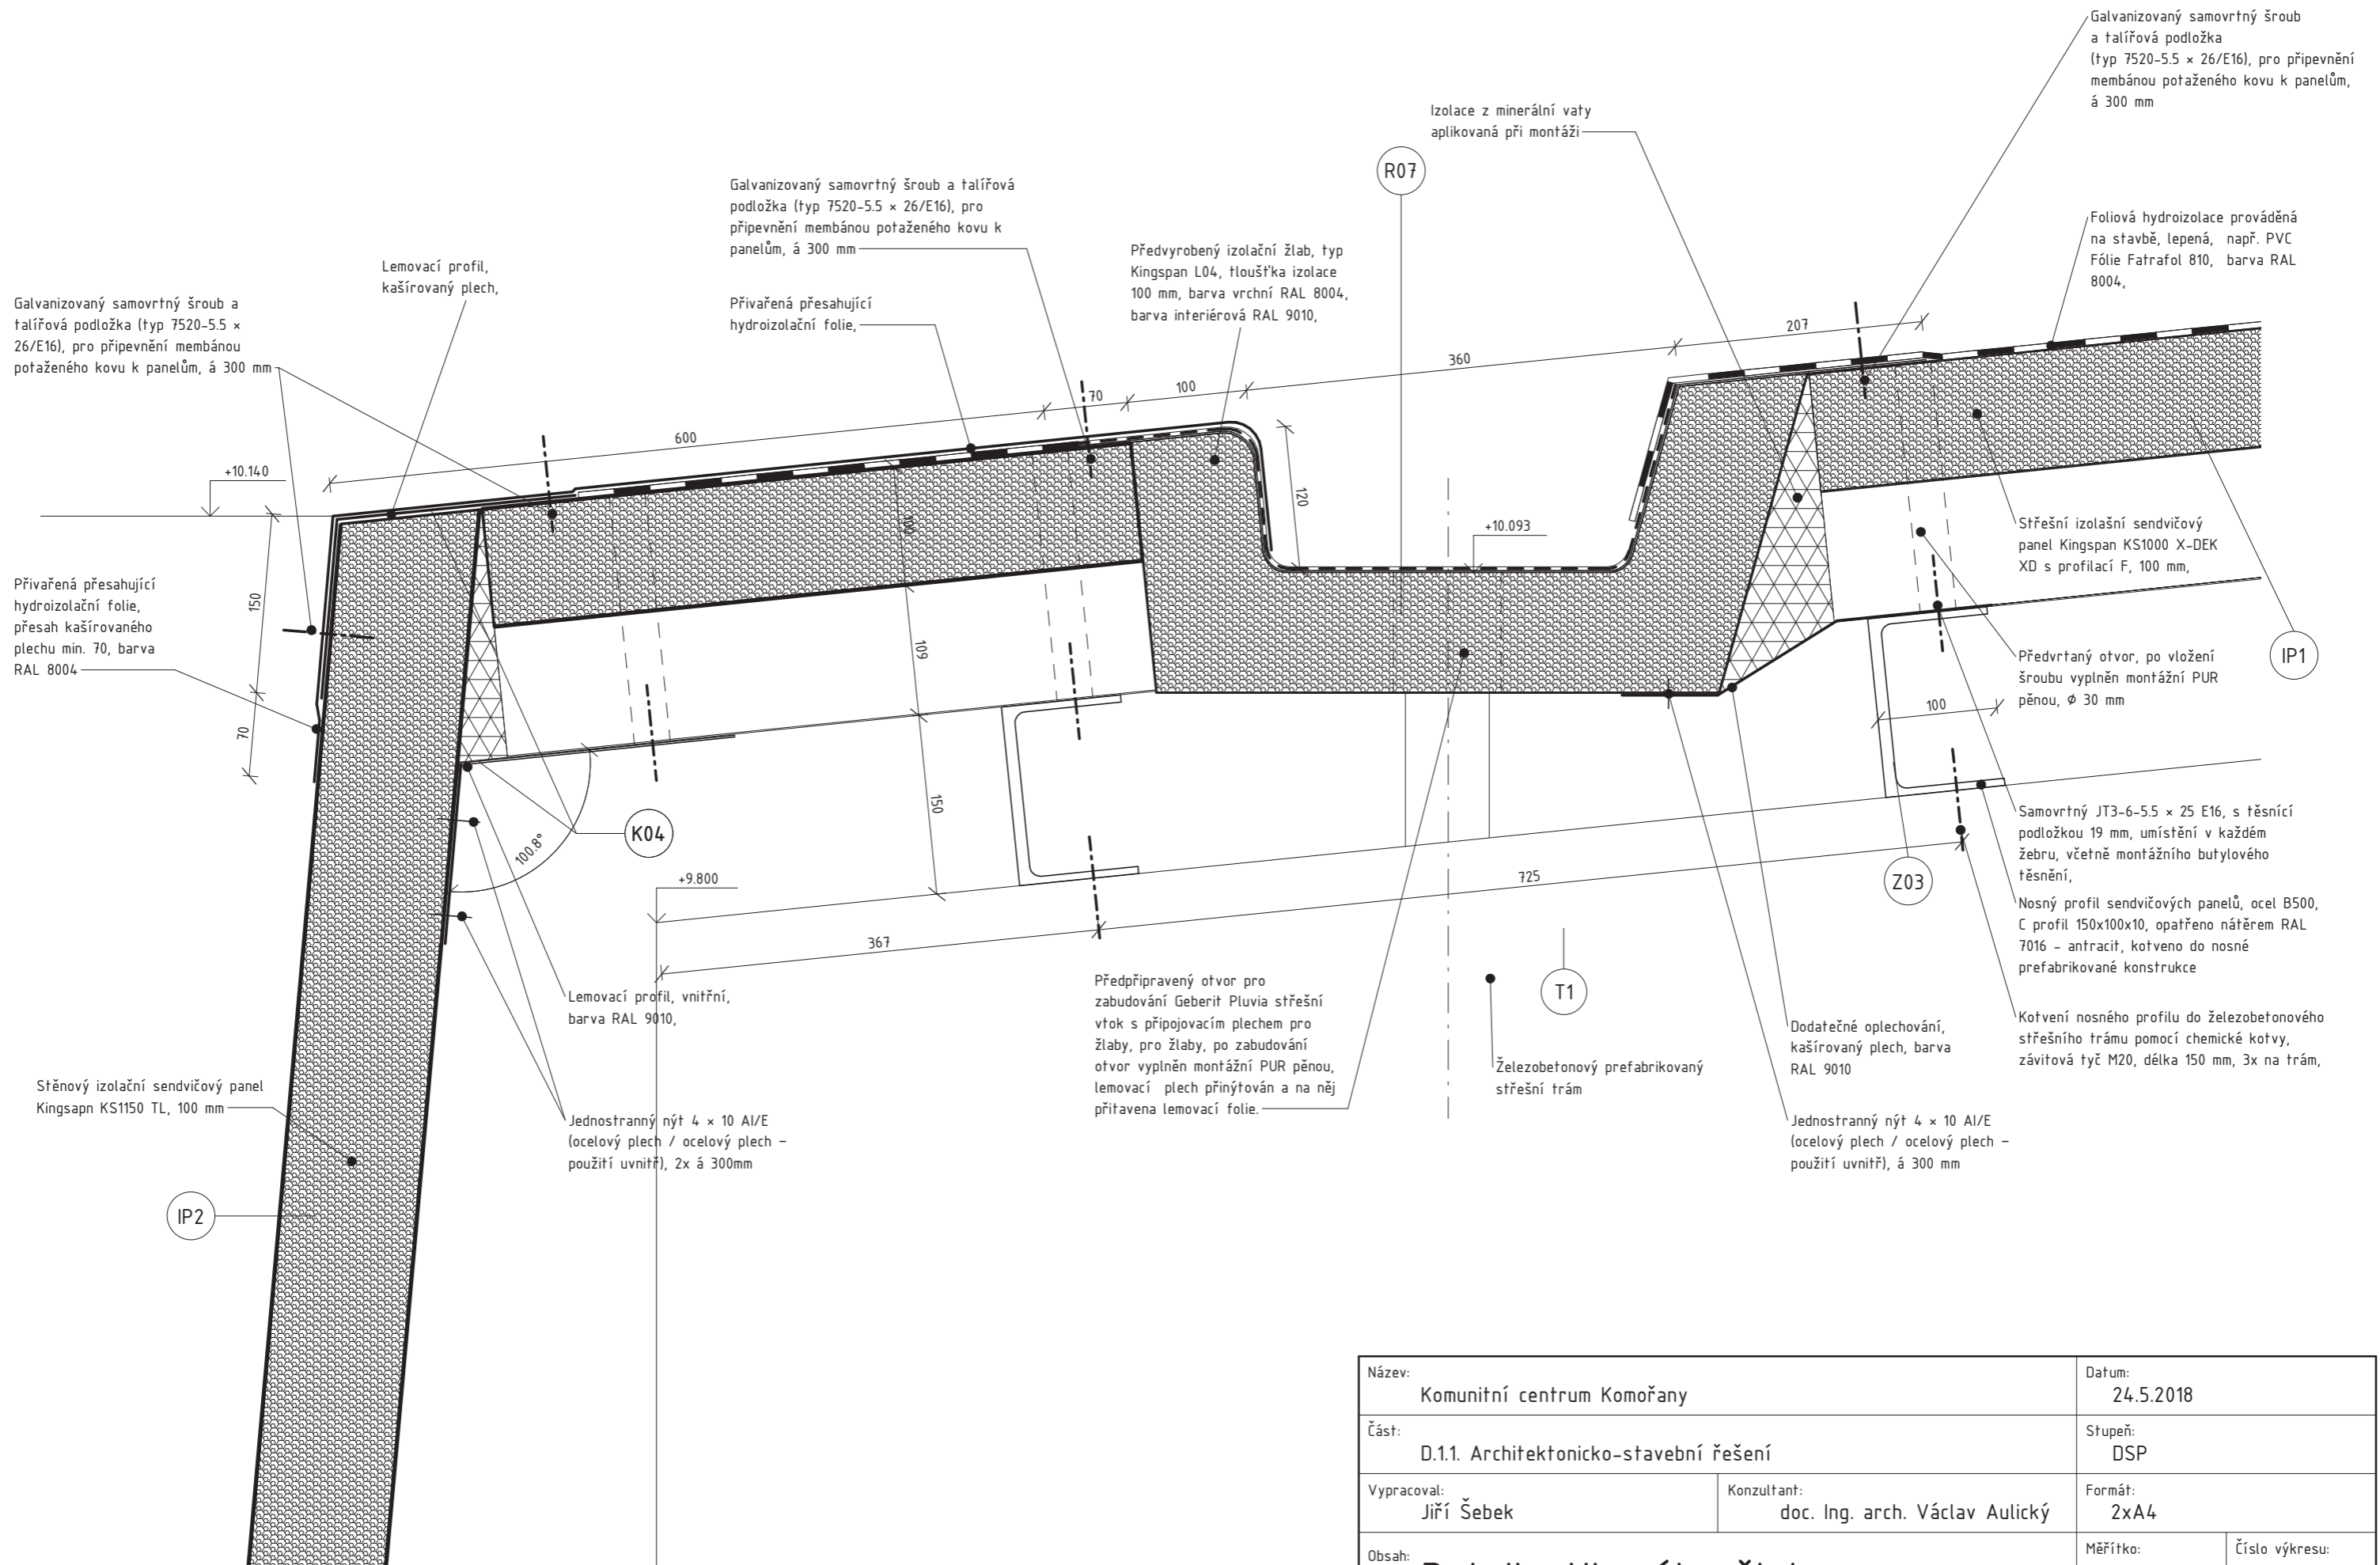 Galvanizovaný samovrtný šroub
a talířová podložka
(typ 7520-5.5 × 26/E16), pro připevnění
membánou potaženého kovu k panelům,
á 300 mm
Izolace z minerální vaty
aplikovaná při montáži
R07
Galvanizovaný samovrtný šroub a talířová
podložka (typ 7520-5.5 × 26/E16), pro
připevnění membánou potaženého kovu k
panelům, á 300 mm
Přivařená přesahující
hydroizolační folie,
Předvyrobený izolační žlab, typ
Kingspan L04, tloušťka izolace
100 mm, barva vrchní RAL 8004,
barva interiérová RAL 9010,
Foliová hydroizolace prováděná
na stavbě, lepená, např. PVC
Fólie Fatrafol 810, barva RAL
8004,
Lemovací profil,
kašírovaný plech,
Galvanizovaný samovrtný šroub a
talířová podložka (typ 7520-5.5 ×
26/E16), pro připevnění membánou
potaženého kovu k panelům, á 300 mm
207
360
100
70
600
+10.140
120
100
+10.093
Střešní izolašní sendvičový
panel Kingspan KS1000 X-DEK
XD s profilací F, 100 mm,
Přivařená přesahující
hydroizolační folie,
přesah kašírovaného
plechu min. 70, barva
RAL 8004
150
70
109
150
IP1
Předvrtaný otvor, po vložení
šroubu vyplněn montážní PUR
pěnou, Ø 30 mm
100
K04
100.8°
+9.800
367
725
Z03
Samovrtný JT3-6-5.5 × 25 E16, s těsnící
podložkou 19 mm, umístění v každém
žebru, včetně montážního butylového
těsnění,
Nosný profil sendvičových panelů, ocel B500,
C profil 150x100x10, opatřeno nátěrem RAL
7016 - antracit, kotveno do nosné
prefabrikované konstrukce
Lemovací profil, vnitřní,
barva RAL 9010,
Předpřipravený otvor pro
zabudování Geberit Pluvia střešní
vtok s připojovacím plechem pro
žlaby, pro žlaby, po zabudování
otvor vyplněn montážní PUR pěnou,
lemovací plech přinýtován a na něj
přitavena lemovací folie.
T1
Železobetonový prefabrikovaný
střešní trám
Dodatečné oplechování,
kašírovaný plech, barva
RAL 9010
Kotvení nosného profilu do železobetonového
střešního trámu pomocí chemické kotvy,
závitová tyč M20, délka 150 mm, 3x na trám,
Stěnový izolační sendvičový panel
Kingsapn KS1150 TL, 100 mm
Jednostranný nýt 4 × 10 Al/E
(ocelový plech / ocelový plech –
použití uvnitř), 2x á 300mm
Jednostranný nýt 4 × 10 Al/E
(ocelový plech / ocelový plech –
použití uvnitř), á 300 mm
IP2
Název:
Komunitní centrum Komořany
Datum:
24.5.2018
Část:
D.1.1. Architektonicko-stavební řešení
Stupeň:
DSP
Vypracoval:
Jiří Šebek
Konzultant:
doc. Ing. arch. Václav Aulický
Formát:
2xA4
Obsah:
Měřítko:
Číslo výkresu: